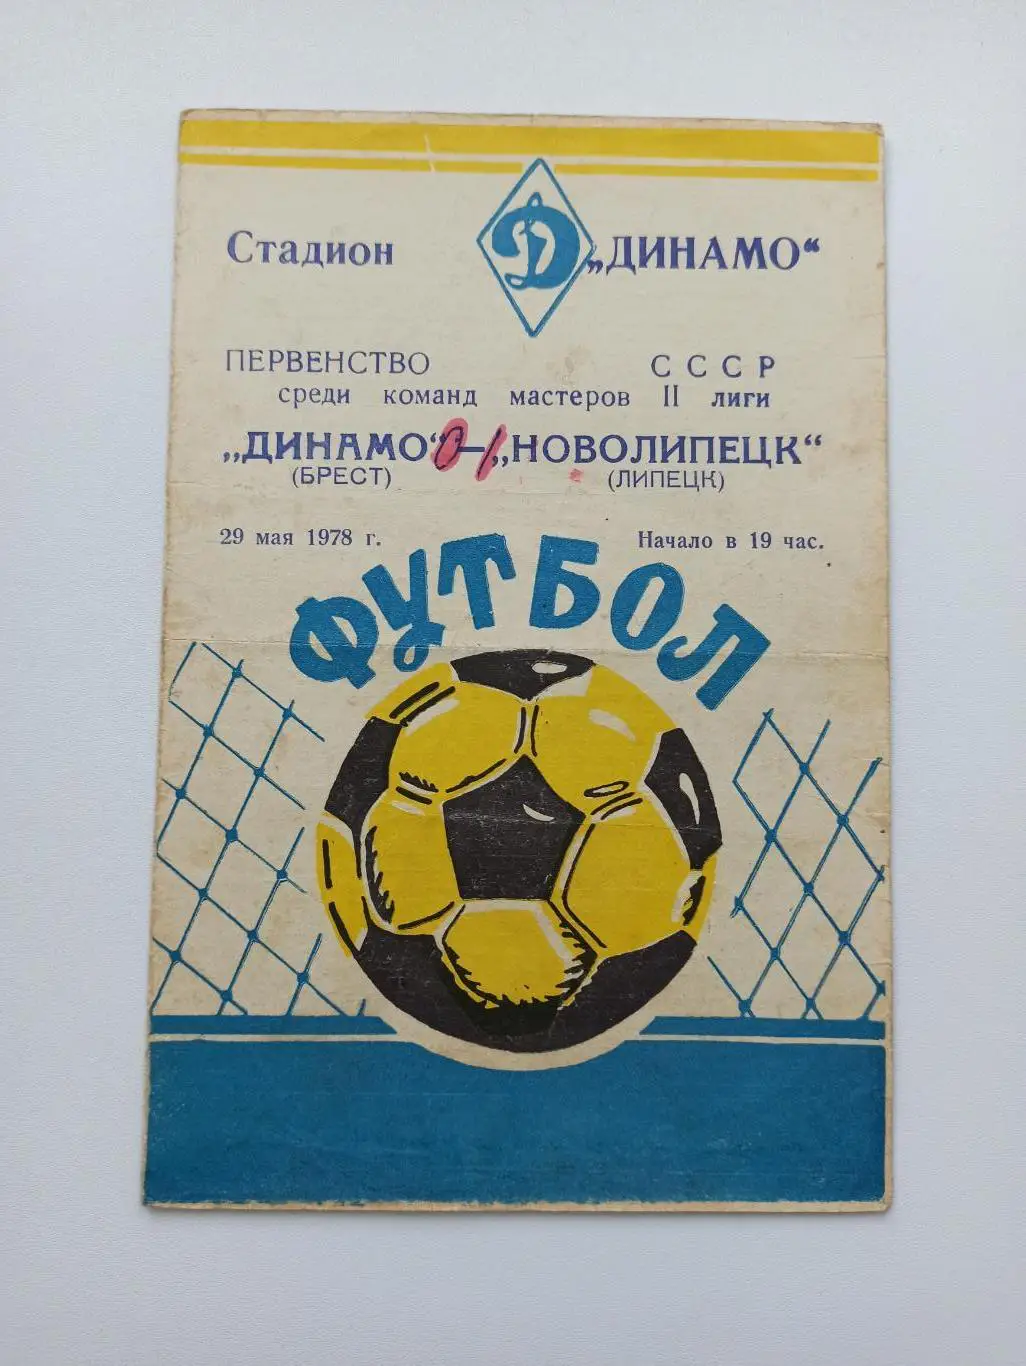 Стадион Д „ДИНАМО“
ПЕРВЕНСТВО СССР
среди команд мастеров II лиги
„ДИНАМО“ 0-1 „НОВОЛИПЕЦК“
(БРЕСТ) (ЛИПЕЦК)
29 мая 1978 г. Начало в 19 час.
ФУТБОЛ